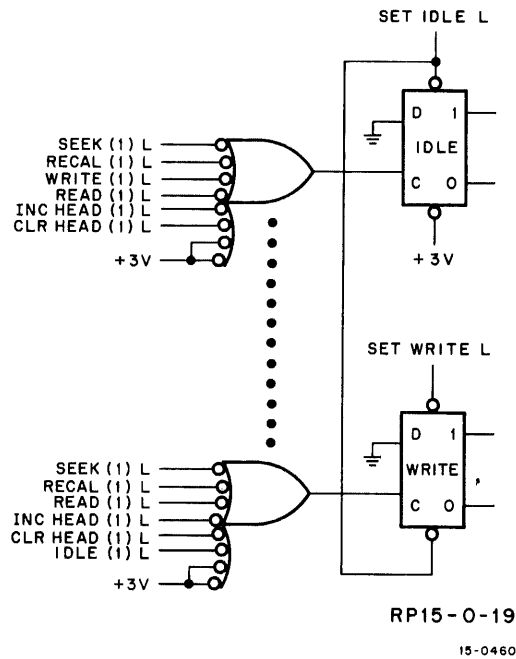 SET IDLE L
D 1
IDLE
C 0
+3V
SEEK (1) L
RECAL (1) L
WRITE (1) L
READ (1) L
INC HEAD (1) L
CLR HEAD (1) L
+3V
SET WRITE L
D 1
WRITE
C 0
SEEK (1) L
RECAL (1) L
READ (1) L
INC HEAD (1) L
CLR HEAD (1) L
IDLE (1) L
+3V
RP15-0-19
15-0460